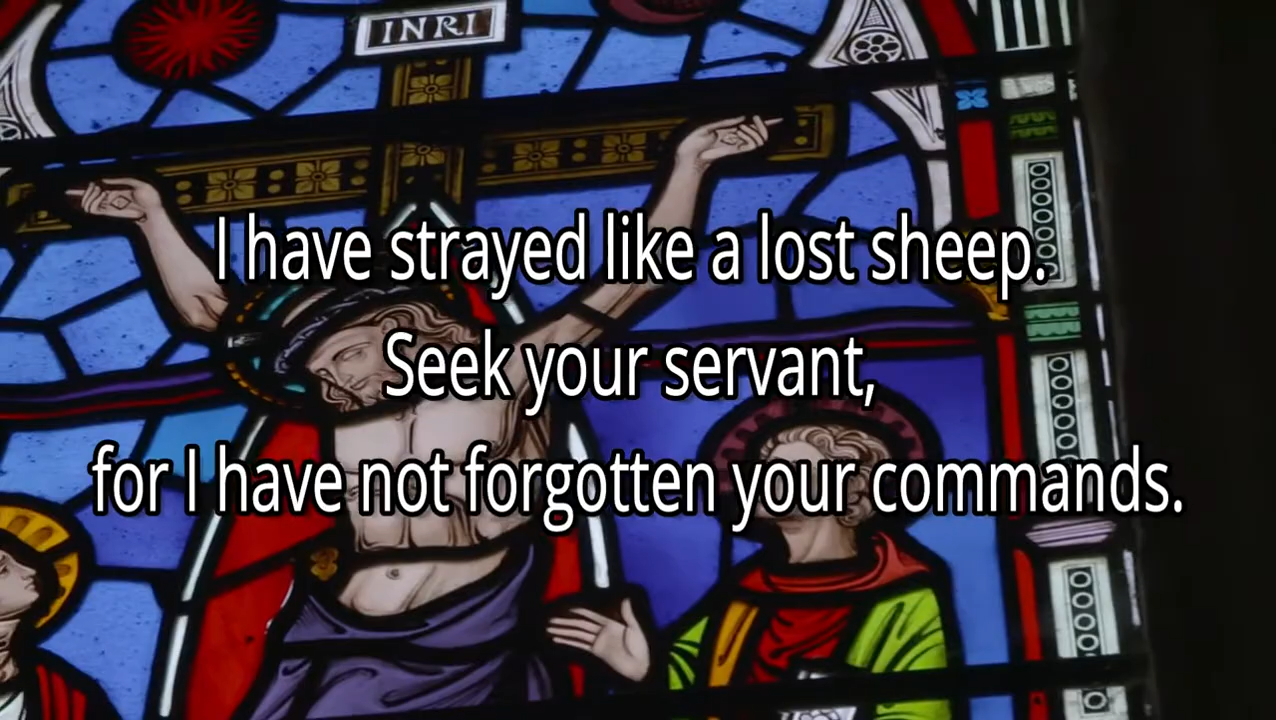 INRI
I have strayed like a lost sheep.
Seek your servant,
for I have not forgotten your commands.